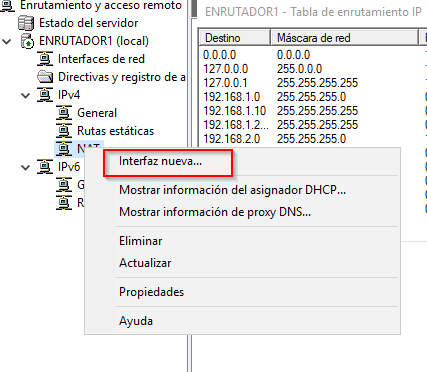 Enrutamiento y acceso remoto
Estado del servidor
ENRUTADOR1 (local)
Interfaces de red
Directivas y registro de a
IPv4
General
Rutas estáticas
NAT
IPv6
G
R
ENRUTADOR1 - Tabla de enrutamiento IP
Destino Máscara de red
0.0.0.0 0.0.0.0
127.0.0.0 255.0.0.0
127.0.0.1 255.255.255.255
192.168.1.0 255.255.255.0
192.168.1.10 255.255.255.255
192.168.1.2... 255.255.255.255
192.168.2.0 255.255.255.0
Interfaz nueva...
Mostrar información del asignador DHCP...
Mostrar información de proxy DNS...
Eliminar
Actualizar
Propiedades
Ayuda